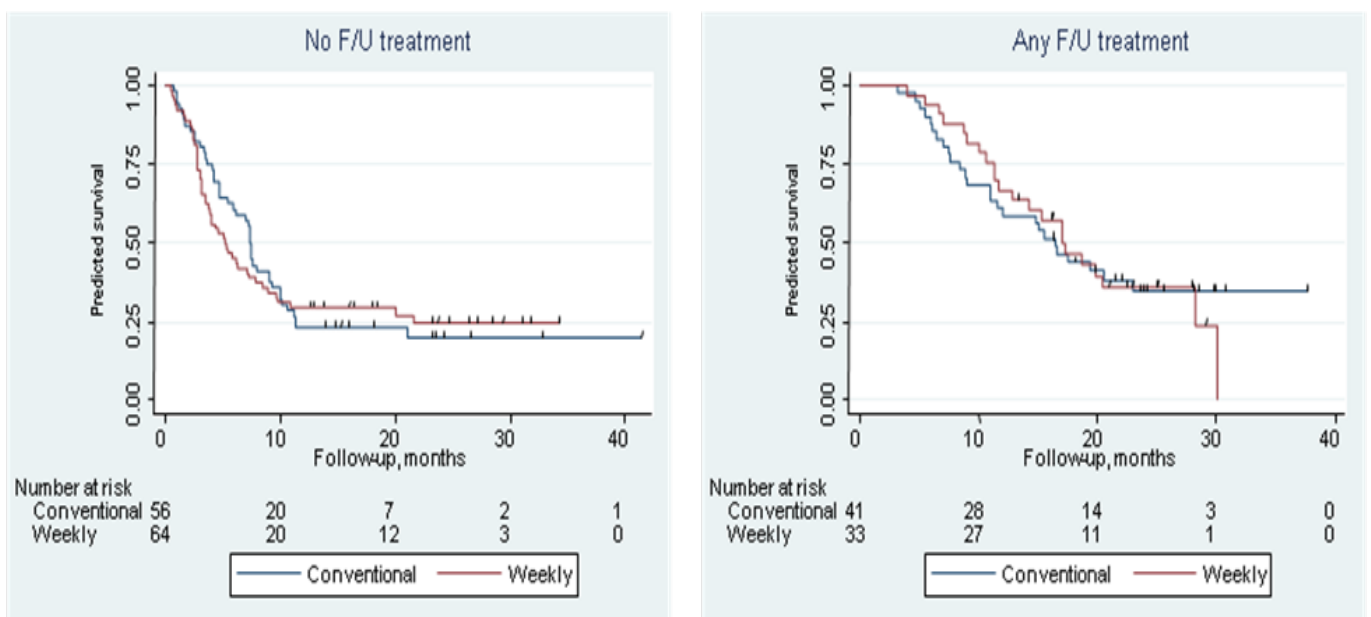 No F/U treatment
Predicted survival
1.00
0.75
0.50
0.25
0.00
0 10 20 30 40
Follow-up, months
Number at risk
Conventional 56 20 7 2 1
Weekly 64 20 12 3 0
Conventional Weekly
Any F/U treatment
Predicted survival
1.00
0.75
0.50
0.25
0.00
0 10 20 30 40
Follow-up, months
Number at risk
Conventional 41 28 14 3 0
Weekly 33 27 11 1 0
Conventional Weekly